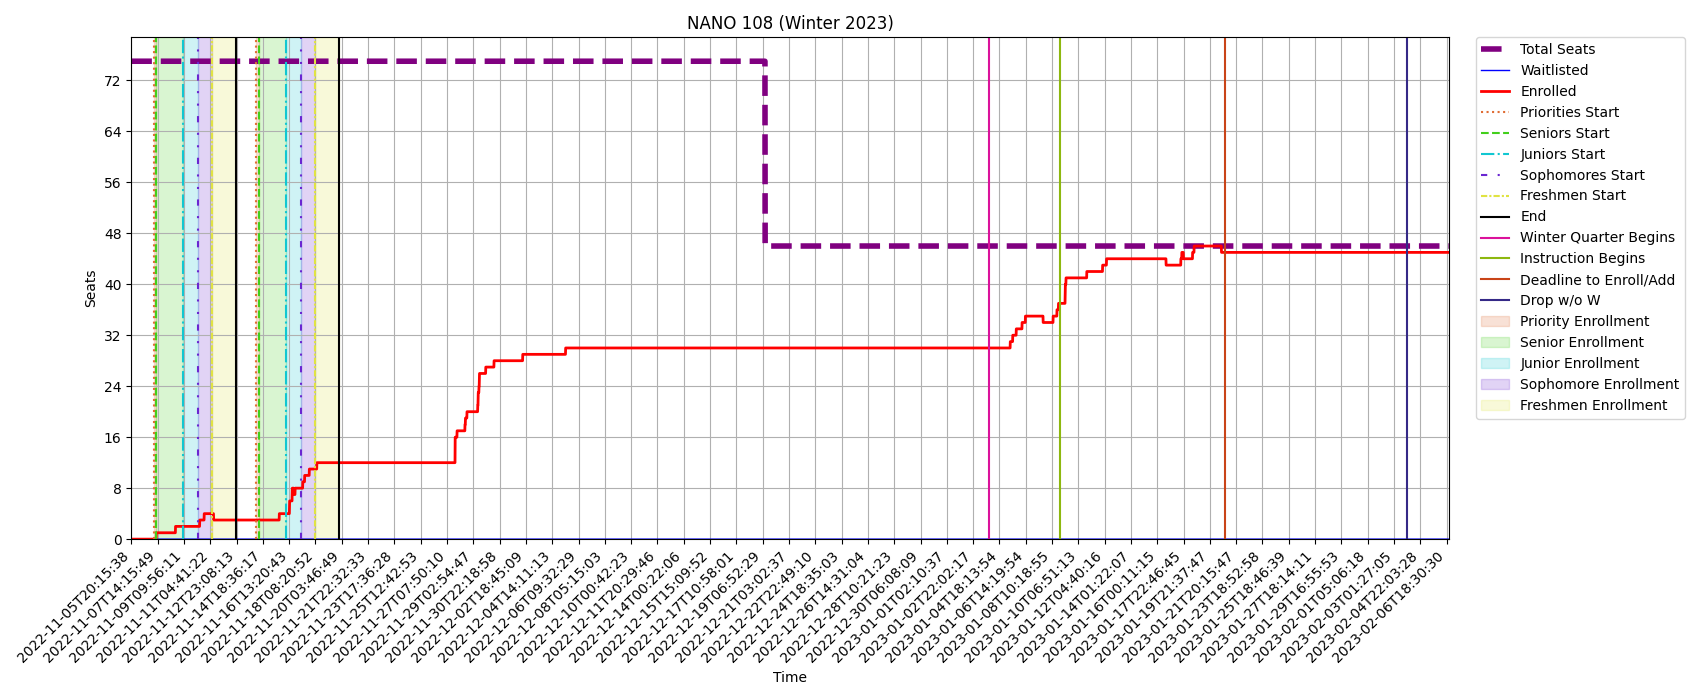 NANO 108 (Winter 2023)
Seats
72
64
56
48
40
32
24
16
8
0
2022-11-05T20:15:38
2022-11-07T14:15:49
2022-11-09T09:56:11
2022-11-11T04:41:22
2022-11-12T23:08:13
2022-11-14T18:36:17
2022-11-16T13:20:43
2022-11-18T08:20:52
2022-11-20T03:46:49
2022-11-21T22:32:33
2022-11-23T17:36:28
2022-11-25T12:42:53
2022-11-27T07:50:10
2022-11-29T02:54:47
2022-11-30T22:18:58
2022-12-02T18:45:09
2022-12-04T14:11:13
2022-12-06T09:32:29
2022-12-08T05:15:03
2022-12-10T00:42:23
2022-12-11T20:29:46
2022-12-14T00:22:06
2022-12-15T15:09:52
2022-12-17T10:58:01
2022-12-19T06:52:29
2022-12-21T03:02:37
2022-12-22T22:49:10
2022-12-24T18:35:03
2022-12-26T14:31:04
2022-12-28T10:21:23
2022-12-30T06:08:09
2023-01-01T02:10:37
2023-01-02T22:02:17
2023-01-04T18:13:54
2023-01-06T14:19:54
2023-01-08T10:18:55
2023-01-10T06:51:13
2023-01-12T04:40:16
2023-01-14T01:22:07
2023-01-16T00:11:15
2023-01-17T22:46:45
2023-01-19T21:37:47
2023-01-21T20:15:47
2023-01-23T18:52:58
2023-01-25T18:46:39
2023-01-27T18:14:11
2023-01-29T16:55:53
2023-02-01T05:06:18
2023-02-03T01:27:05
2023-02-04T22:03:28
2023-02-06T18:30:30
Time
Total Seats
Waitlisted
Enrolled
Priorities Start
Seniors Start
Juniors Start
Sophomores Start
Freshmen Start
End
Winter Quarter Begins
Instruction Begins
Deadline to Enroll/Add
Drop w/o W
Priority Enrollment
Senior Enrollment
Junior Enrollment
Sophomore Enrollment
Freshmen Enrollment